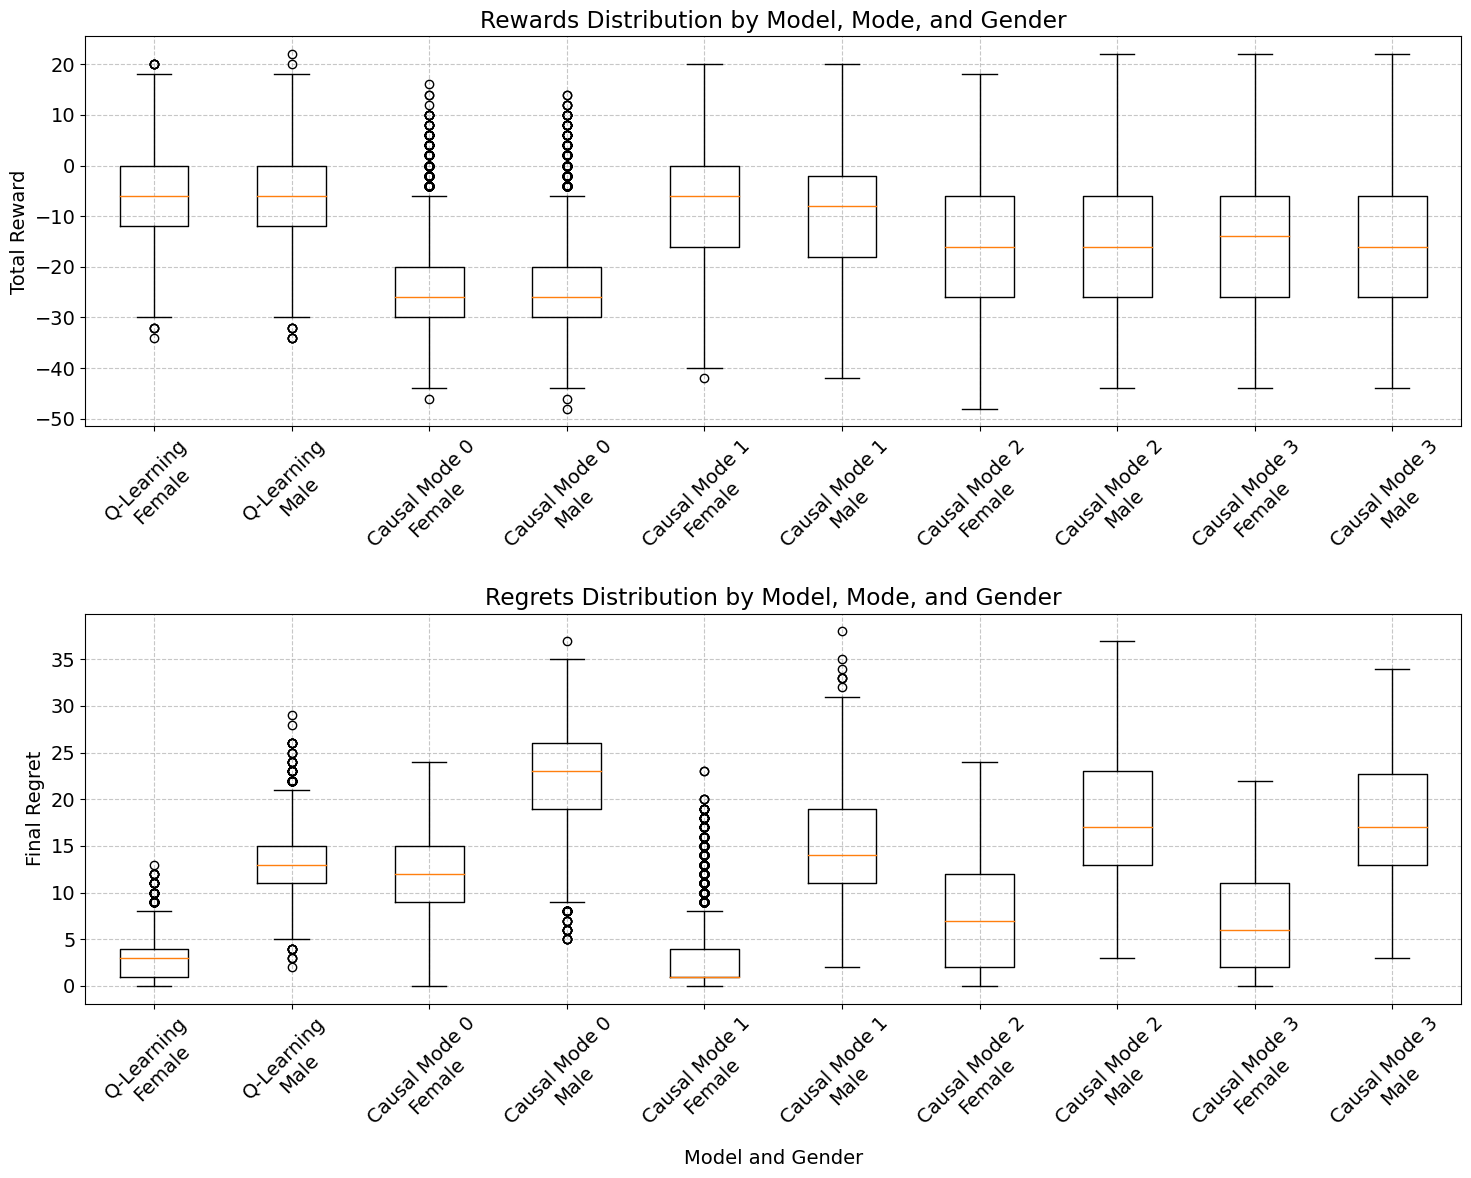 Rewards Distribution by Model, Mode, and Gender
Total Reward
20
10
0
−10
−20
−30
−40
−50
Q-Learning
Female
Q-Learning
Male
Causal Mode 0
Female
Causal Mode 0
Male
Causal Mode 1
Female
Causal Mode 1
Male
Causal Mode 2
Female
Causal Mode 2
Male
Causal Mode 3
Female
Causal Mode 3
Male
Regrets Distribution by Model, Mode, and Gender
Final Regret
35
30
25
20
15
10
5
0
Q-Learning
Female
Q-Learning
Male
Causal Mode 0
Female
Causal Mode 0
Male
Causal Mode 1
Female
Causal Mode 1
Male
Causal Mode 2
Female
Causal Mode 2
Male
Causal Mode 3
Female
Causal Mode 3
Male
Model and Gender